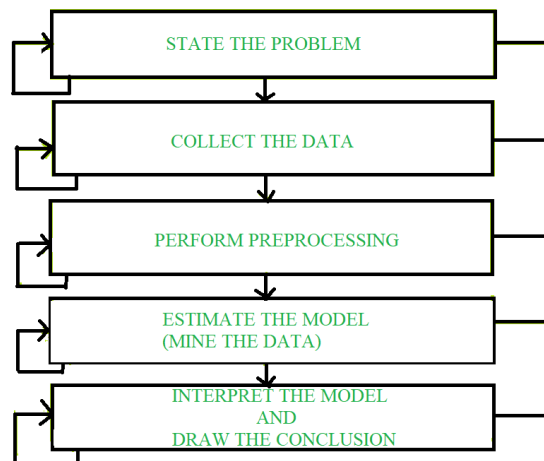 STATE THE PROBLEM
COLLECT THE DATA
PERFORM PREPROCESSING
ESTIMATE THE MODEL
(MINE THE DATA)
INTERPRET THE MODEL
AND
DRAW THE CONCLUSION